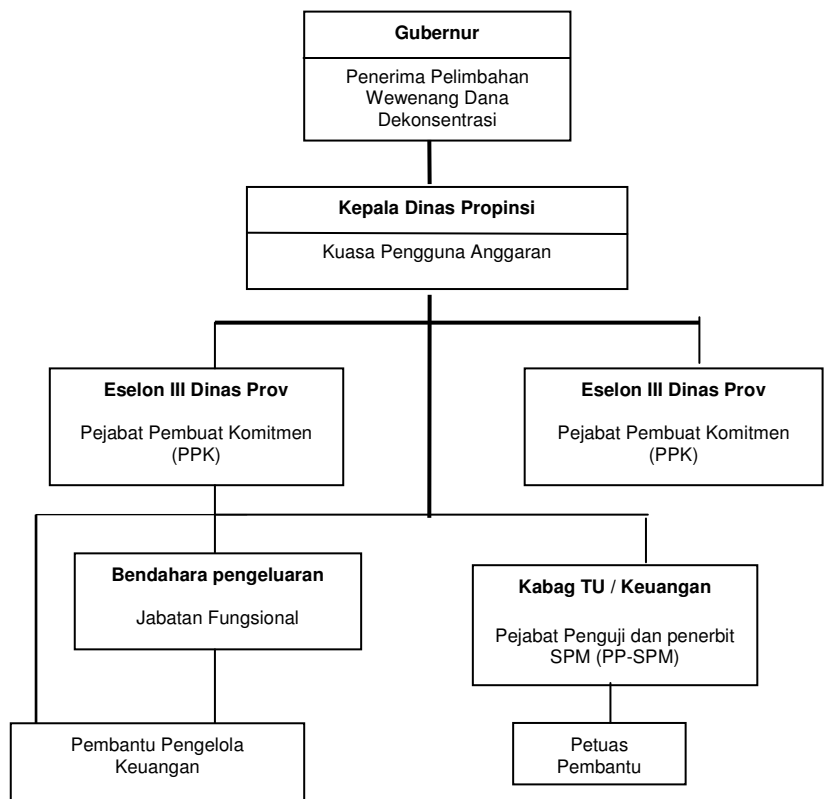 Gubernur
Penerima Pelimbahan
Wewenang Dana
Dekonsentrasi
Kepala Dinas Propinsi
Kuasa Pengguna Anggaran
Eselon III Dinas Prov
Pejabat Pembuat Komitmen
(PPK)
Eselon III Dinas Prov
Pejabat Pembuat Komitmen
(PPK)
Bendahara pengeluaran
Jabatan Fungsional
Kabag TU / Keuangan
Pejabat Penguji dan penerbit
SPM (PP-SPM)
Pembantu Pengelola
Keuangan
Petuas
Pembantu